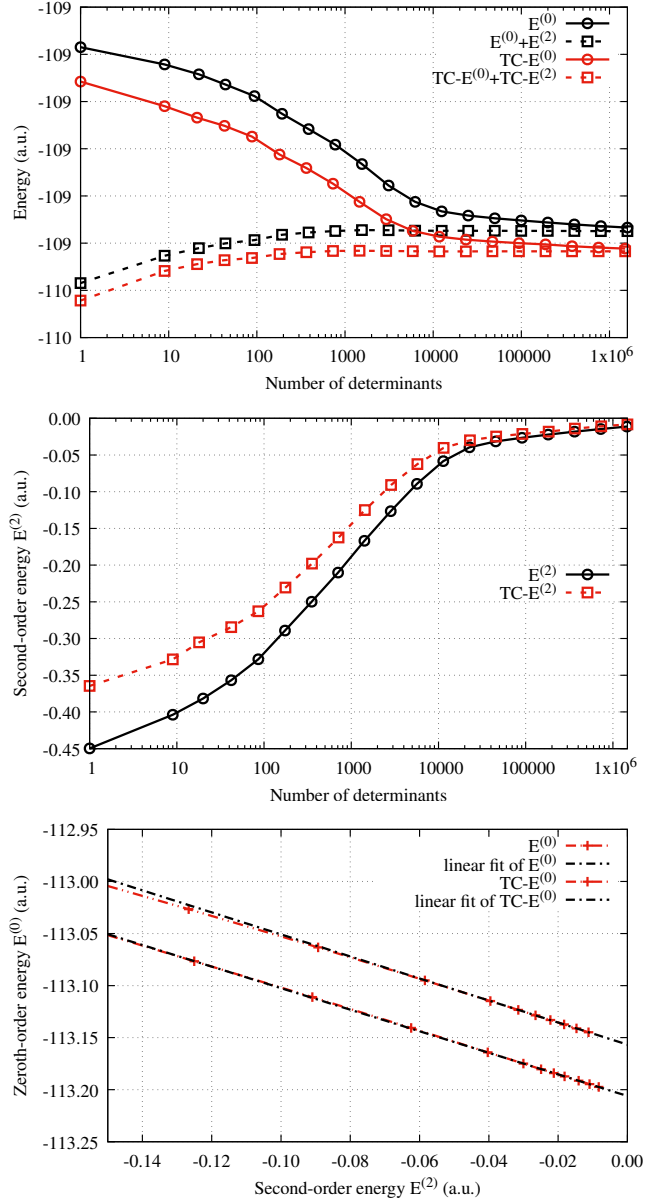 -109
-109
-109
-109
-109
-109
-110
-110
Energy (a.u.)
E(0)
E(0)+E(2)
TC-E(0)
TC-E(0)+TC-E(2)
1
10
100
1000
10000
100000
1x10^6
Number of determinants
0.00
-0.05
-0.10
-0.15
-0.20
-0.25
-0.30
-0.35
-0.40
-0.45
Second-order energy E(2) (a.u.)
E(2)
TC-E(2)
1
10
100
1000
10000
100000
1x10^6
Number of determinants
-112.95
-113.00
-113.05
-113.10
-113.15
-113.20
-113.25
Zeroth-order energy E(0) (a.u.)
E(0)
linear fit of E(0)
TC-E(0)
linear fit of TC-E(0)
-0.14
-0.12
-0.10
-0.08
-0.06
-0.04
-0.02
0.00
Second-order energy E(2) (a.u.)